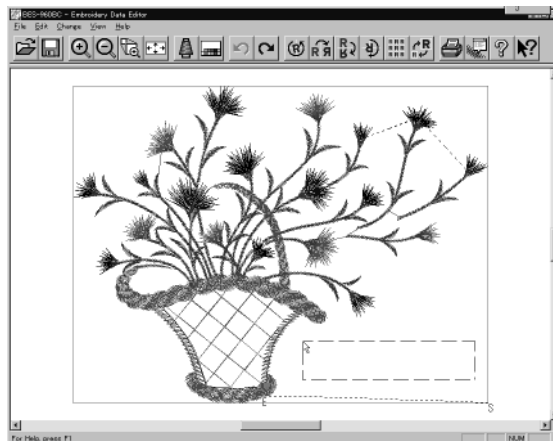 BES-960BC - Embroidery Data Editor
File Edit Change View Help
E
S
For Help, press F1
NUM